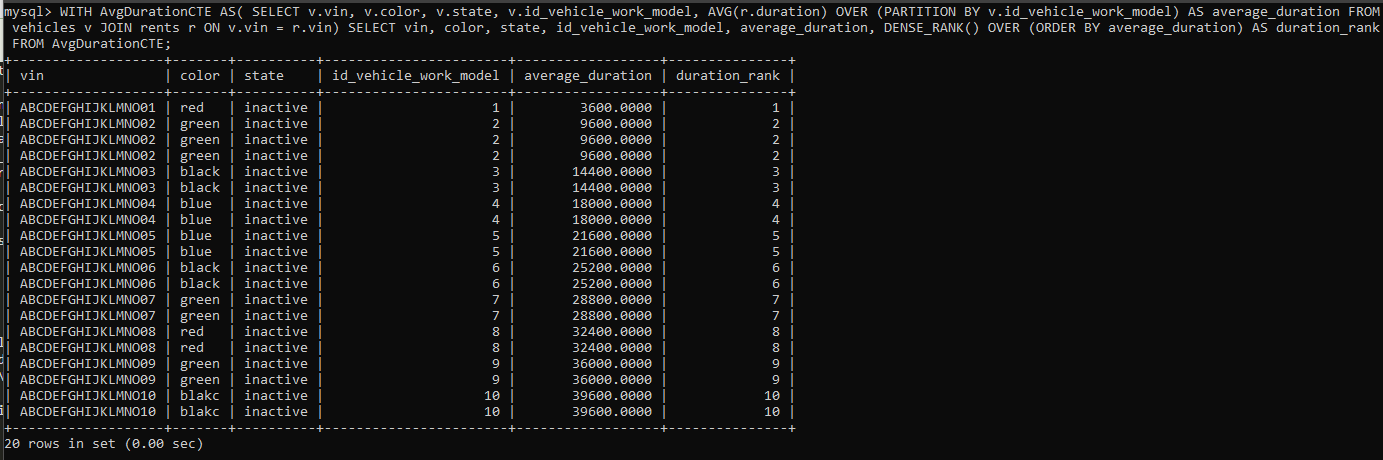 mysql> WITH AvgDurationCTE AS( SELECT v.vin, v.color, v.state, v.id_vehicle_work_model, AVG(r.duration) OVER (PARTITION BY v.id_vehicle_work_model) AS average_duration FROM
vehicles v JOIN rents r ON v.vin = r.vin) SELECT vin, color, state, id_vehicle_work_model, average_duration, DENSE_RANK() OVER (ORDER BY average_duration) AS duration_rank
FROM AvgDurationCTE;
+------------------+-------+----------+-----------------------+------------------+---------------+
| vin | color | state | id_vehicle_work_model | average_duration | duration_rank |
+------------------+-------+----------+-----------------------+------------------+---------------+
| ABCDEFGHIJKLMNO01 | red | inactive | 1 | 3600.0000 | 1 |
| ABCDEFGHIJKLMNO02 | green | inactive | 2 | 9600.0000 | 2 |
| ABCDEFGHIJKLMNO02 | green | inactive | 2 | 9600.0000 | 2 |
| ABCDEFGHIJKLMNO02 | green | inactive | 2 | 9600.0000 | 2 |
| ABCDEFGHIJKLMNO03 | black | inactive | 3 | 14400.0000 | 3 |
| ABCDEFGHIJKLMNO03 | black | inactive | 3 | 14400.0000 | 3 |
| ABCDEFGHIJKLMNO04 | blue | inactive | 4 | 18000.0000 | 4 |
| ABCDEFGHIJKLMNO04 | blue | inactive | 4 | 18000.0000 | 4 |
| ABCDEFGHIJKLMNO05 | blue | inactive | 5 | 21600.0000 | 5 |
| ABCDEFGHIJKLMNO05 | blue | inactive | 5 | 21600.0000 | 5 |
| ABCDEFGHIJKLMNO06 | black | inactive | 6 | 25200.0000 | 6 |
| ABCDEFGHIJKLMNO06 | black | inactive | 6 | 25200.0000 | 6 |
| ABCDEFGHIJKLMNO07 | green | inactive | 7 | 28800.0000 | 7 |
| ABCDEFGHIJKLMNO07 | green | inactive | 7 | 28800.0000 | 7 |
| ABCDEFGHIJKLMNO08 | red | inactive | 8 | 32400.0000 | 8 |
| ABCDEFGHIJKLMNO08 | red | inactive | 8 | 32400.0000 | 8 |
| ABCDEFGHIJKLMNO09 | green | inactive | 9 | 36000.0000 | 9 |
| ABCDEFGHIJKLMNO09 | green | inactive | 9 | 36000.0000 | 9 |
| ABCDEFGHIJKLMNO10 | blakc | inactive | 10 | 39600.0000 | 10 |
| ABCDEFGHIJKLMNO10 | blakc | inactive | 10 | 39600.0000 | 10 |
+------------------+-------+----------+-----------------------+------------------+---------------+
20 rows in set (0.00 sec)